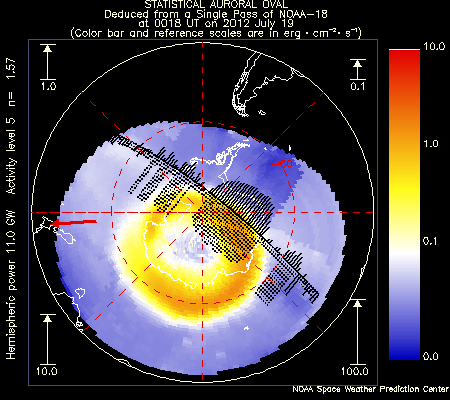 STATISTICAL AURORAL OVAL
Deduced from a Single Pass of NOAA-18
at 0018 UT on 2012 July 19
(Color bar and reference scales are in erg · cm⁻² · s⁻¹)
Hemispheric power 11.0 GW Activity level 5 n= 1.57
1.0
0.1
10.0
100.0
10.0
1.0
0.1
0.0
NOAA Space Weather Prediction Center